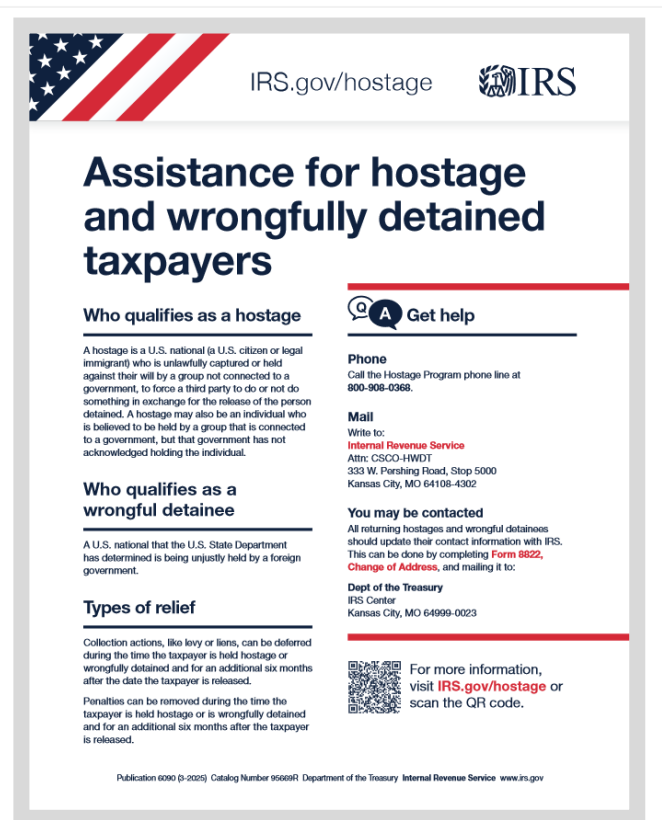 IRS.gov/hostage
IRS
Assistance for hostage
and wrongfully detained
taxpayers
Who qualifies as a hostage
A hostage is a U.S. national (a U.S. citizen or legal
immigrant) who is unlawfully captured or held
against their will by a group not connected to a
government, to force a third party to do or not do
something in exchange for the release of the person
detained. A hostage may also be an individual who
is believed to be held by a group that is connected
to a government, but that government has not
acknowledged holding the individual.
Who qualifies as a
wrongful detainee
A U.S. national that the U.S. State Department
has determined is being unjustly held by a foreign
government.
Types of relief
Collection actions, like levy or liens, can be deferred
during the time the taxpayer is held hostage or
wrongfully detained and for an additional six months
after the date the taxpayer is released.
Penalties can be removed during the time the
taxpayer is held hostage or is wrongfully detained
and for an additional six months after the taxpayer
is released.
Q
A
Get help
Phone
Call the Hostage Program phone line at
800-908-0368.
Mail
Write to:
Internal Revenue Service
Attn: CSCO-HWDT
333 W. Pershing Road, Stop 5000
Kansas City, MO 64108-4302
You may be contacted
All returning hostages and wrongful detainees
should update their contact information with IRS.
This can be done by completing Form 8822,
Change of Address, and mailing it to:
Dept of the Treasury
IRS Center
Kansas City, MO 64999-0023
For more information,
visit IRS.gov/hostage or
scan the QR code.
Publication 6090 (3-2025) Catalog Number 95669R Department of the Treasury Internal Revenue Service www.irs.gov